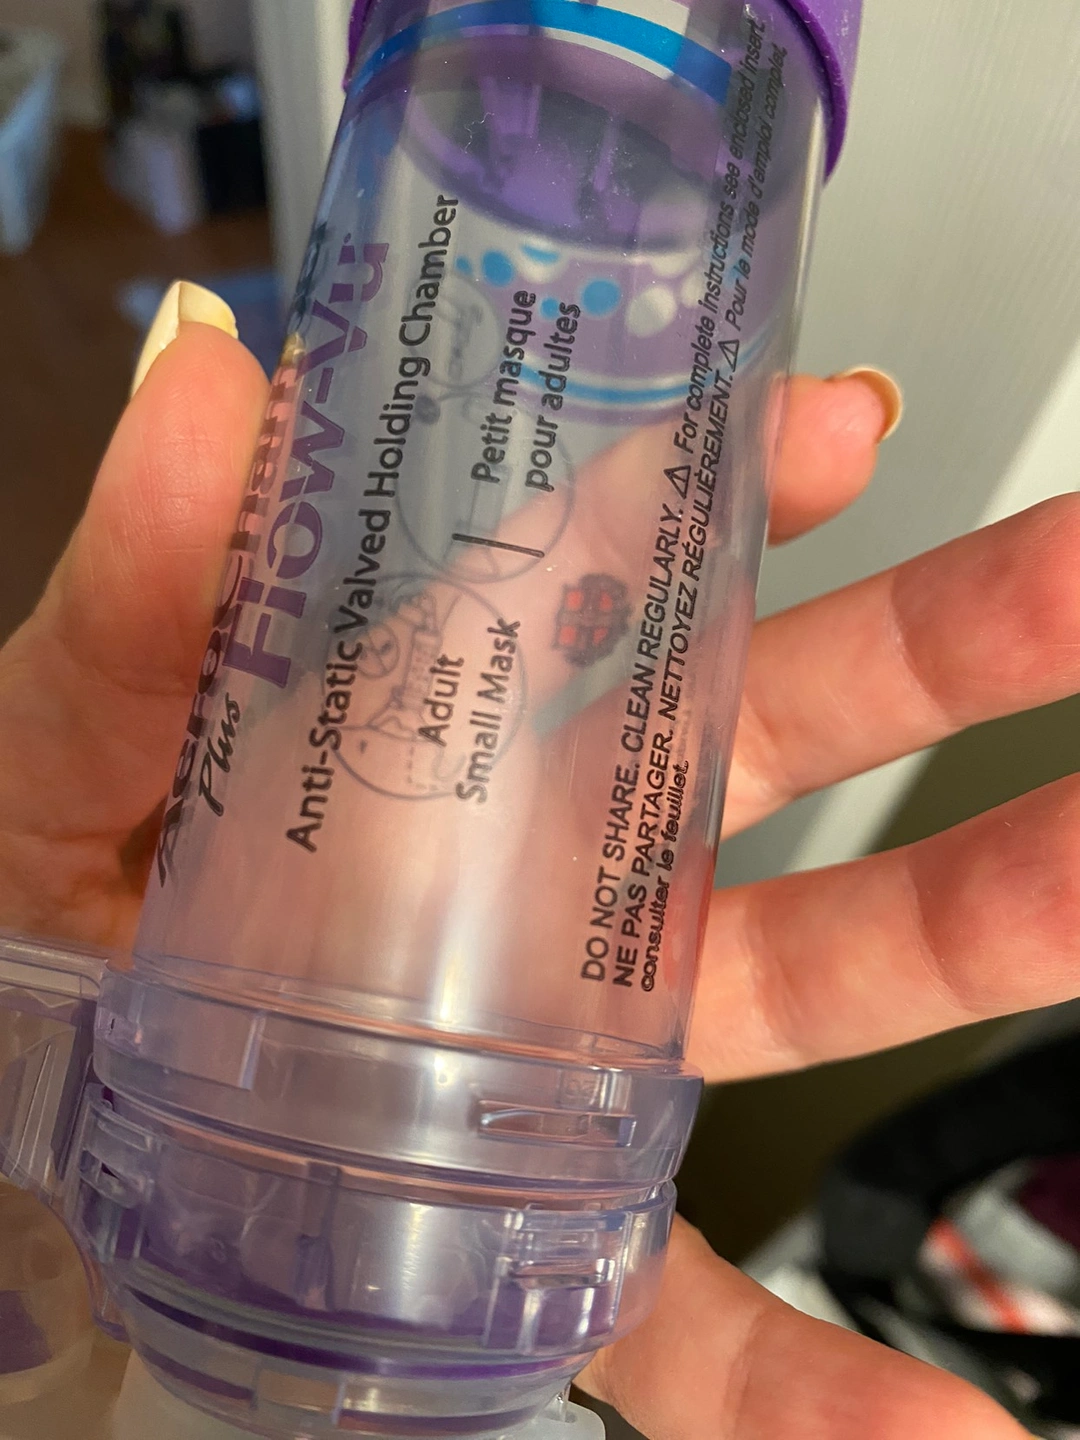 AeroChamber
Plus
Flow-Vu
Anti-Static Valved Holding Chamber
Adult
Small Mask
Petit masque
pour adultes
DO NOT SHARE. CLEAN REGULARLY. ⚠ For complete instructions see enclosed insert.
NE PAS PARTAGER. NETTOYEZ RÉGULIÈREMENT. ⚠ Pour le mode d'emploi complet,
consulter le feuillet.